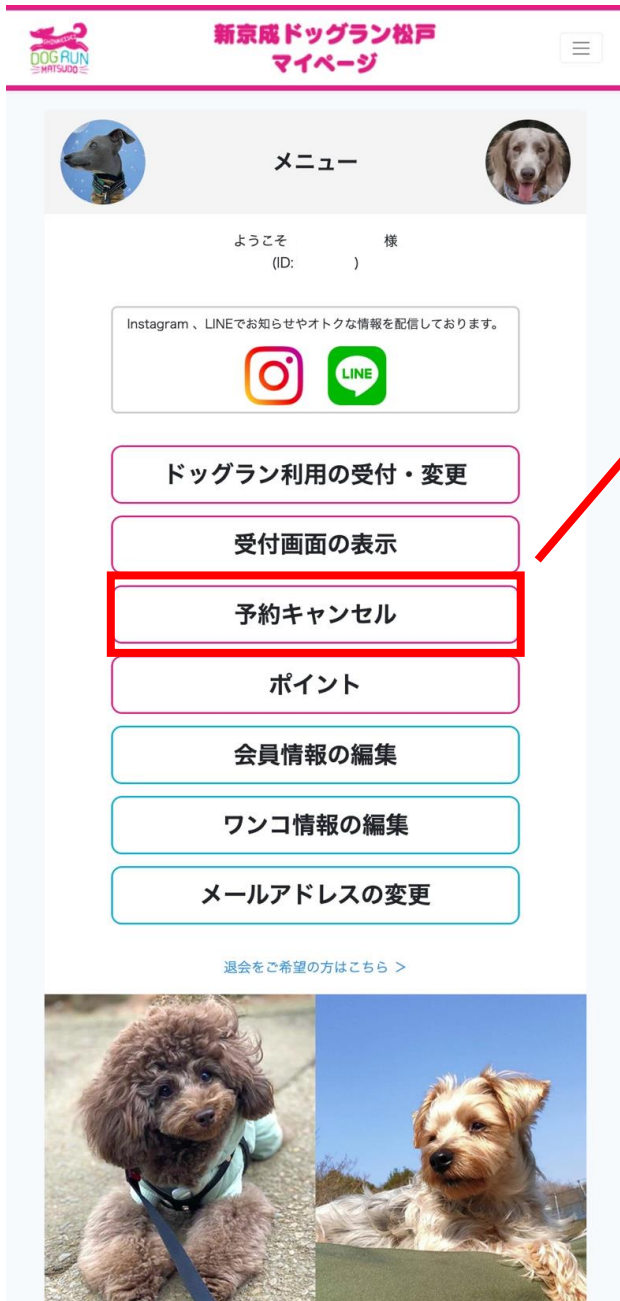 DOG RUN
MATSUDO
新京成ドッグラン松戸
マイページ
メニュー
ようこそ 様
(ID: )
Instagram 、LINEでお知らせやオトクな情報を配信しております。
LINE
ドッグラン利用の受付・変更
受付画面の表示
予約キャンセル
ポイント
会員情報の編集
ワンコ情報の編集
メールアドレスの変更
退会をご希望の方はこちら ＞